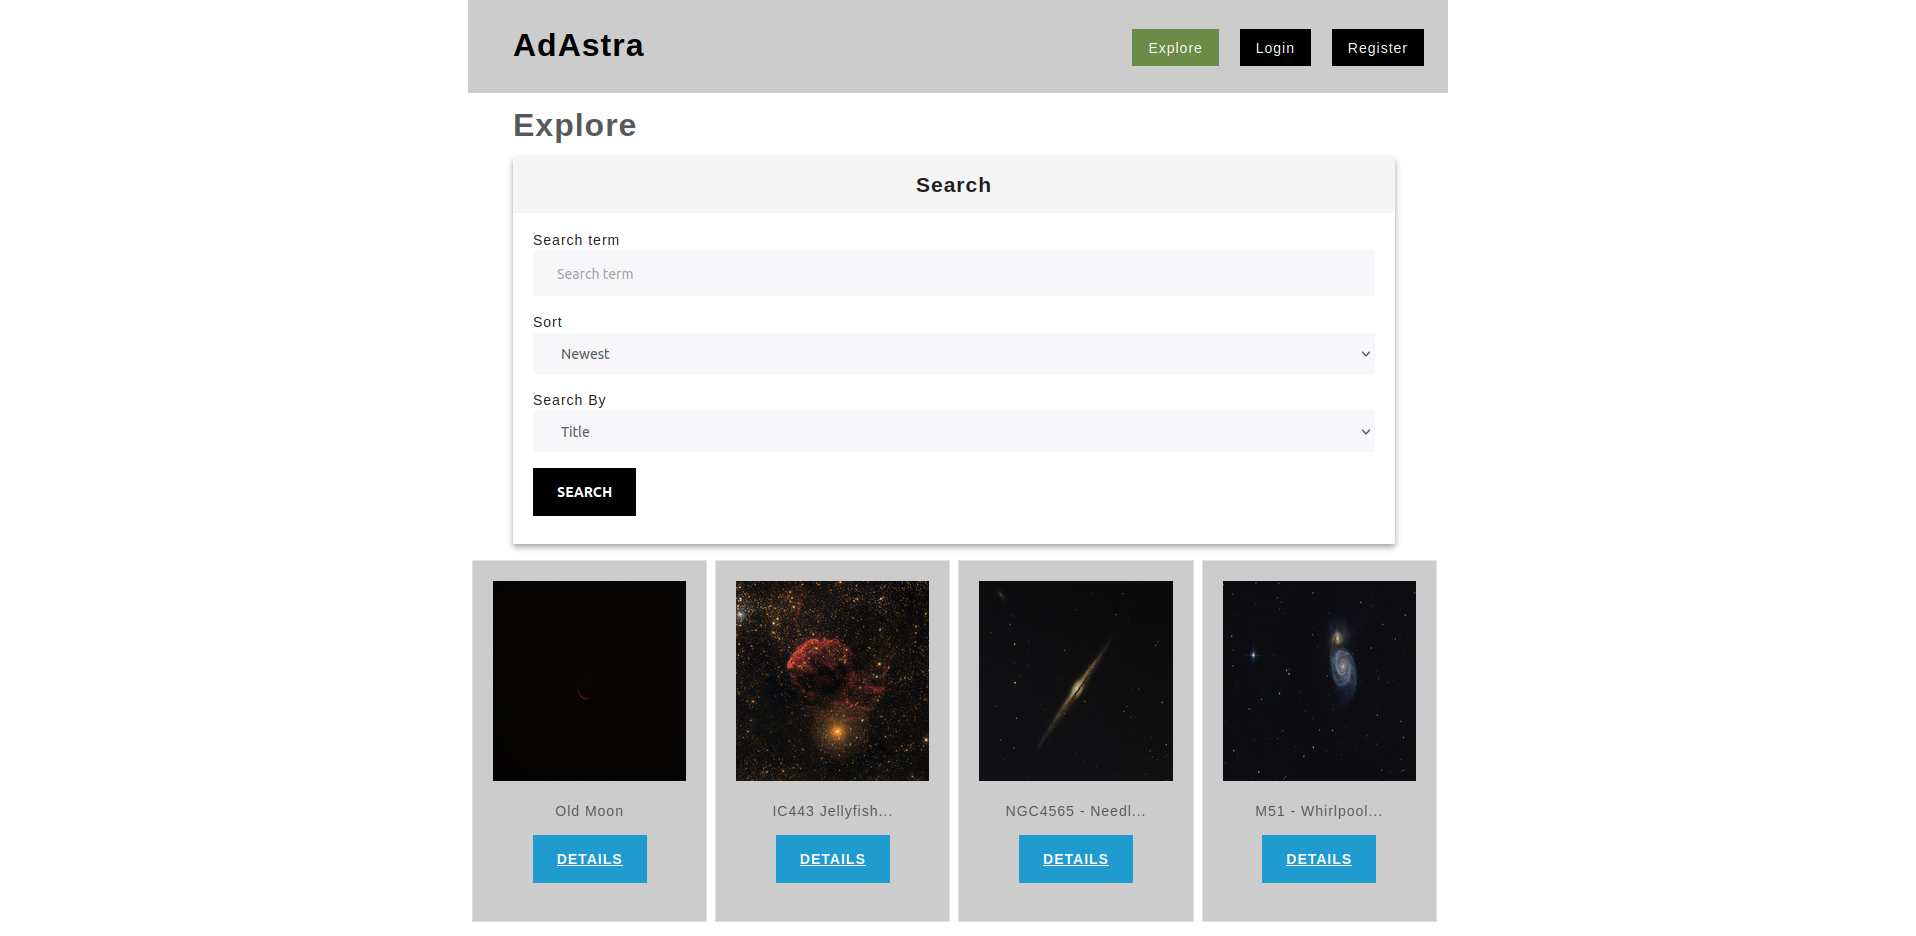 AdAstra
Explore
Login
Register
Explore
Search
Search term
Search term
Sort
Newest
Search By
Title
SEARCH
Old Moon
IC443 Jellyfish...
NGC4565 - Needl...
M51 - Whirlpool...
DETAILS
DETAILS
DETAILS
DETAILS